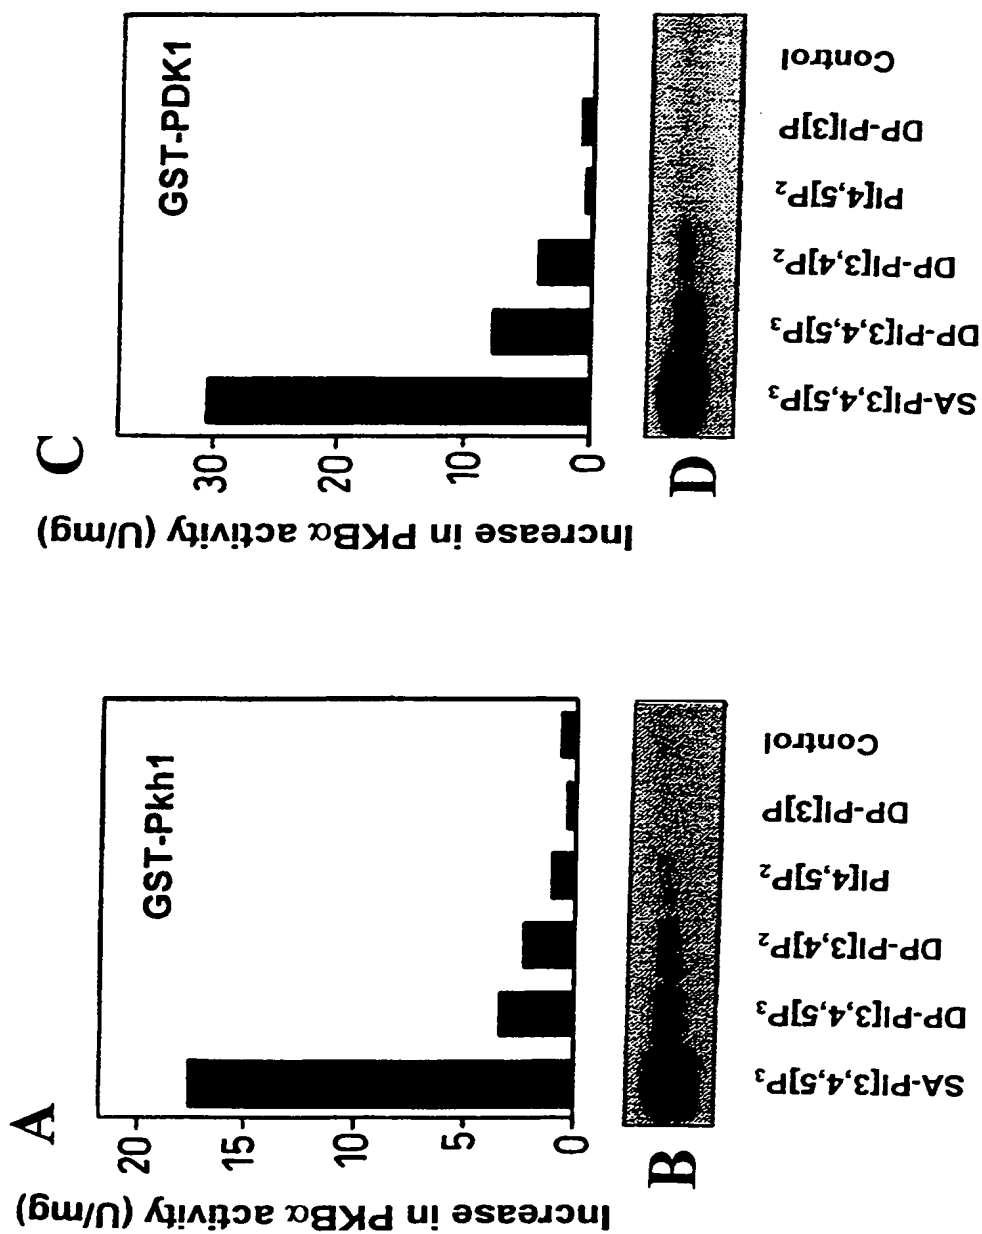 A
GST-Pkh1
Increase in PKBα activity (U/mg)
20
15
10
5
0
B
SA-PI[3,4,5]P₃
DP-PI[3,4,5]P₃
DP-PI[3,4]P₂
PI[4,5]P₂
DP-PI[3]P
Control
C
GST-PDK1
Increase in PKBα activity (U/mg)
30
20
10
0
D
SA-PI[3,4,5]P₃
DP-PI[3,4,5]P₃
DP-PI[3,4]P₂
PI[4,5]P₂
DP-PI[3]P
Control